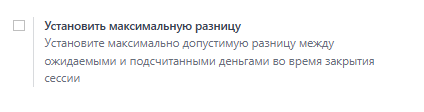 Установить максимальную разницу
Установите максимально допустимую разницу между
ожидаемыми и подсчитанными деньгами во время закрытия
сессии